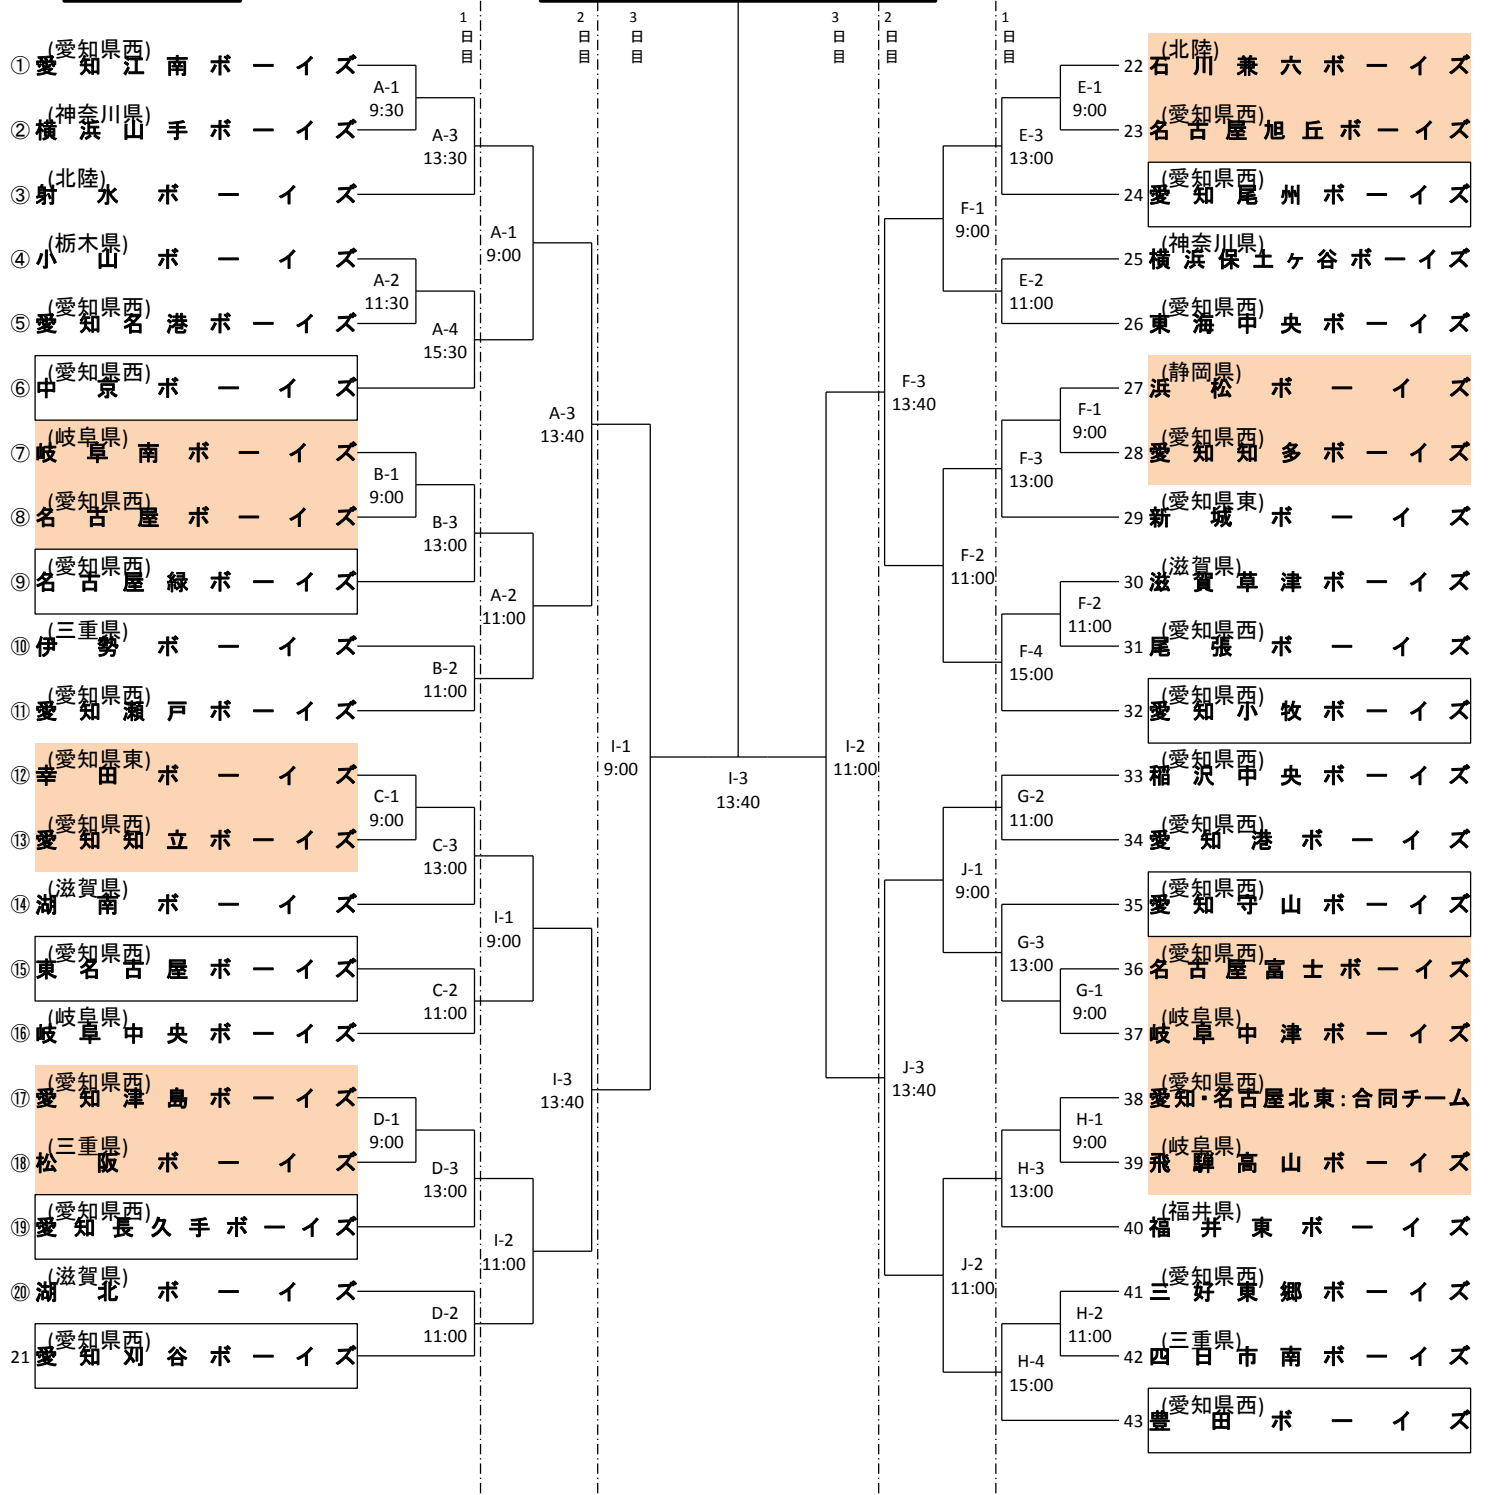 1日目
2日目
3日目
3日目
2日目
1日目
(愛知県西)
① 愛知江南ボーイズ
(神奈川県)
② 横浜山手ボーイズ
(北陸)
③ 射水ボーイズ
(栃木県)
④ 小山ボーイズ
(愛知県西)
⑤ 愛知名港ボーイズ
(愛知県西)
⑥ 中京ボーイズ
(岐阜県)
⑦ 岐阜南ボーイズ
(愛知県西)
⑧ 名古屋ボーイズ
(愛知県西)
⑨ 名古屋緑ボーイズ
(三重県)
⑩ 伊勢ボーイズ
(愛知県西)
⑪ 愛知瀬戸ボーイズ
(愛知県東)
⑫ 幸田ボーイズ
(愛知県西)
⑬ 愛知知立ボーイズ
(滋賀県)
⑭ 湖南ボーイズ
(愛知県西)
⑮ 東名古屋ボーイズ
(岐阜県)
⑯ 岐阜中央ボーイズ
(愛知県西)
⑰ 愛知津島ボーイズ
(三重県)
⑱ 松阪ボーイズ
(愛知県西)
⑲ 愛知長久手ボーイズ
(滋賀県)
⑳ 湖北ボーイズ
(愛知県西)
21 愛知刈谷ボーイズ
A-1
9:30
A-2
11:30
B-1
9:00
C-1
9:00
D-1
9:00
A-3
13:30
A-4
15:30
B-3
13:00
B-2
11:00
C-3
13:00
C-2
11:00
D-3
13:00
D-2
11:00
A-1
9:00
A-2
11:00
I-1
9:00
I-2
11:00
A-3
13:40
I-3
13:40
I-1
9:00
I-3
13:40
I-2
11:00
F-3
13:40
J-3
13:40
F-1
9:00
F-2
11:00
J-1
9:00
J-2
11:00
E-3
13:00
E-2
11:00
F-3
13:00
F-4
15:00
G-2
11:00
G-3
13:00
H-3
13:00
H-4
15:00
E-1
9:00
F-1
9:00
F-2
11:00
G-1
9:00
H-1
9:00
H-2
11:00
(北陸)
22 石川兼六ボーイズ
(愛知県西)
23 名古屋旭丘ボーイズ
(愛知県西)
24 愛知尾州ボーイズ
(神奈川県)
25 横浜保土ヶ谷ボーイズ
(愛知県西)
26 東海中央ボーイズ
(静岡県)
27 浜松ボーイズ
(愛知県西)
28 愛知知多ボーイズ
(愛知県東)
29 新城ボーイズ
(滋賀県)
30 滋賀草津ボーイズ
(愛知県西)
31 尾張ボーイズ
(愛知県西)
32 愛知小牧ボーイズ
(愛知県西)
33 稲沢中央ボーイズ
(愛知県西)
34 愛知港ボーイズ
(愛知県西)
35 愛知守山ボーイズ
(愛知県西)
36 名古屋富士ボーイズ
(岐阜県)
37 岐阜中津ボーイズ
(愛知県西)
38 愛知・名古屋北東：合同チーム
(岐阜県)
39 飛騨高山ボーイズ
(福井県)
40 福井東ボーイズ
(愛知県西)
41 三好東郷ボーイズ
(三重県)
42 四日市南ボーイズ
(愛知県西)
43 豊田ボーイズ